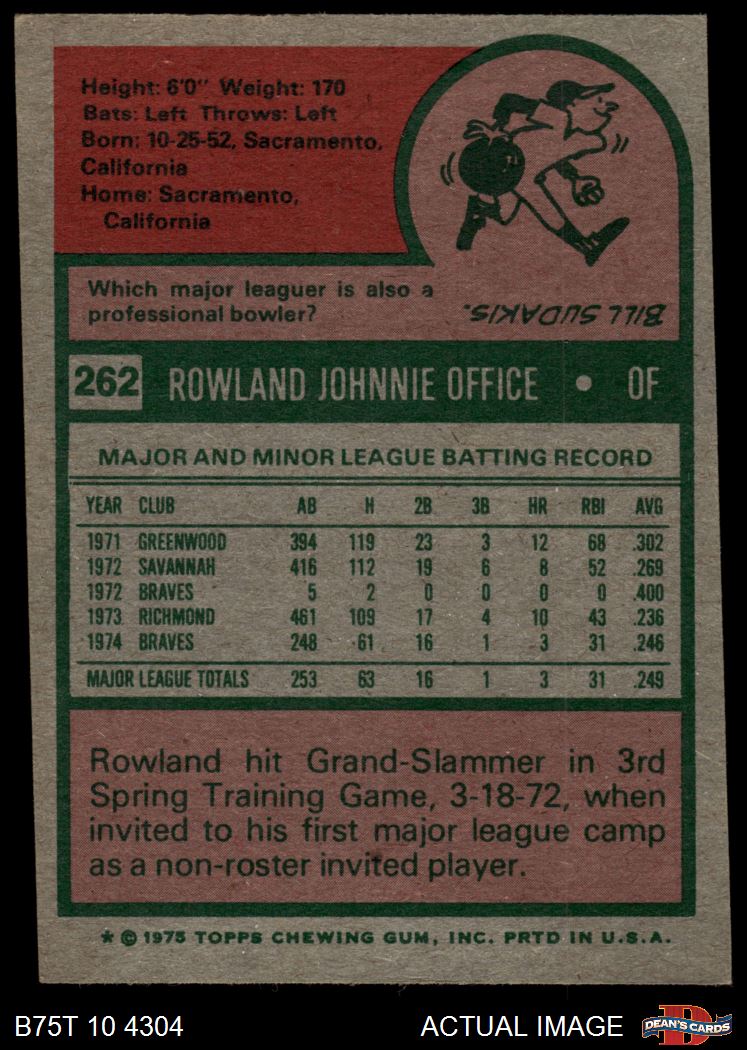 Height: 6'0" Weight: 170
Bats: Left Throws: Left
Born: 10-25-52, Sacramento,
California
Home: Sacramento,
California
Which major leaguer is also a
professional bowler?
BILL SUDAKIS.
262 ROWLAND JOHNNIE OFFICE • OF
MAJOR AND MINOR LEAGUE BATTING RECORD
YEAR CLUB AB H 2B 3B HR RBI AVG
1971 GREENWOOD 394 119 23 3 12 68 .302
1972 SAVANNAH 416 112 19 6 8 52 .269
1972 BRAVES 5 2 0 0 0 0 .400
1973 RICHMOND 461 109 17 4 10 43 .236
1974 BRAVES 248 61 16 1 3 31 .246
MAJOR LEAGUE TOTALS 253 63 16 1 3 31 .249
Rowland hit Grand-Slammer in 3rd
Spring Training Game, 3-18-72, when
invited to his first major league camp
as a non-roster invited player.
* © 1975 TOPPS CHEWING GUM, INC. PRTD IN U.S.A.
B75T 10 4304 ACTUAL IMAGE DEAN'S CARDS